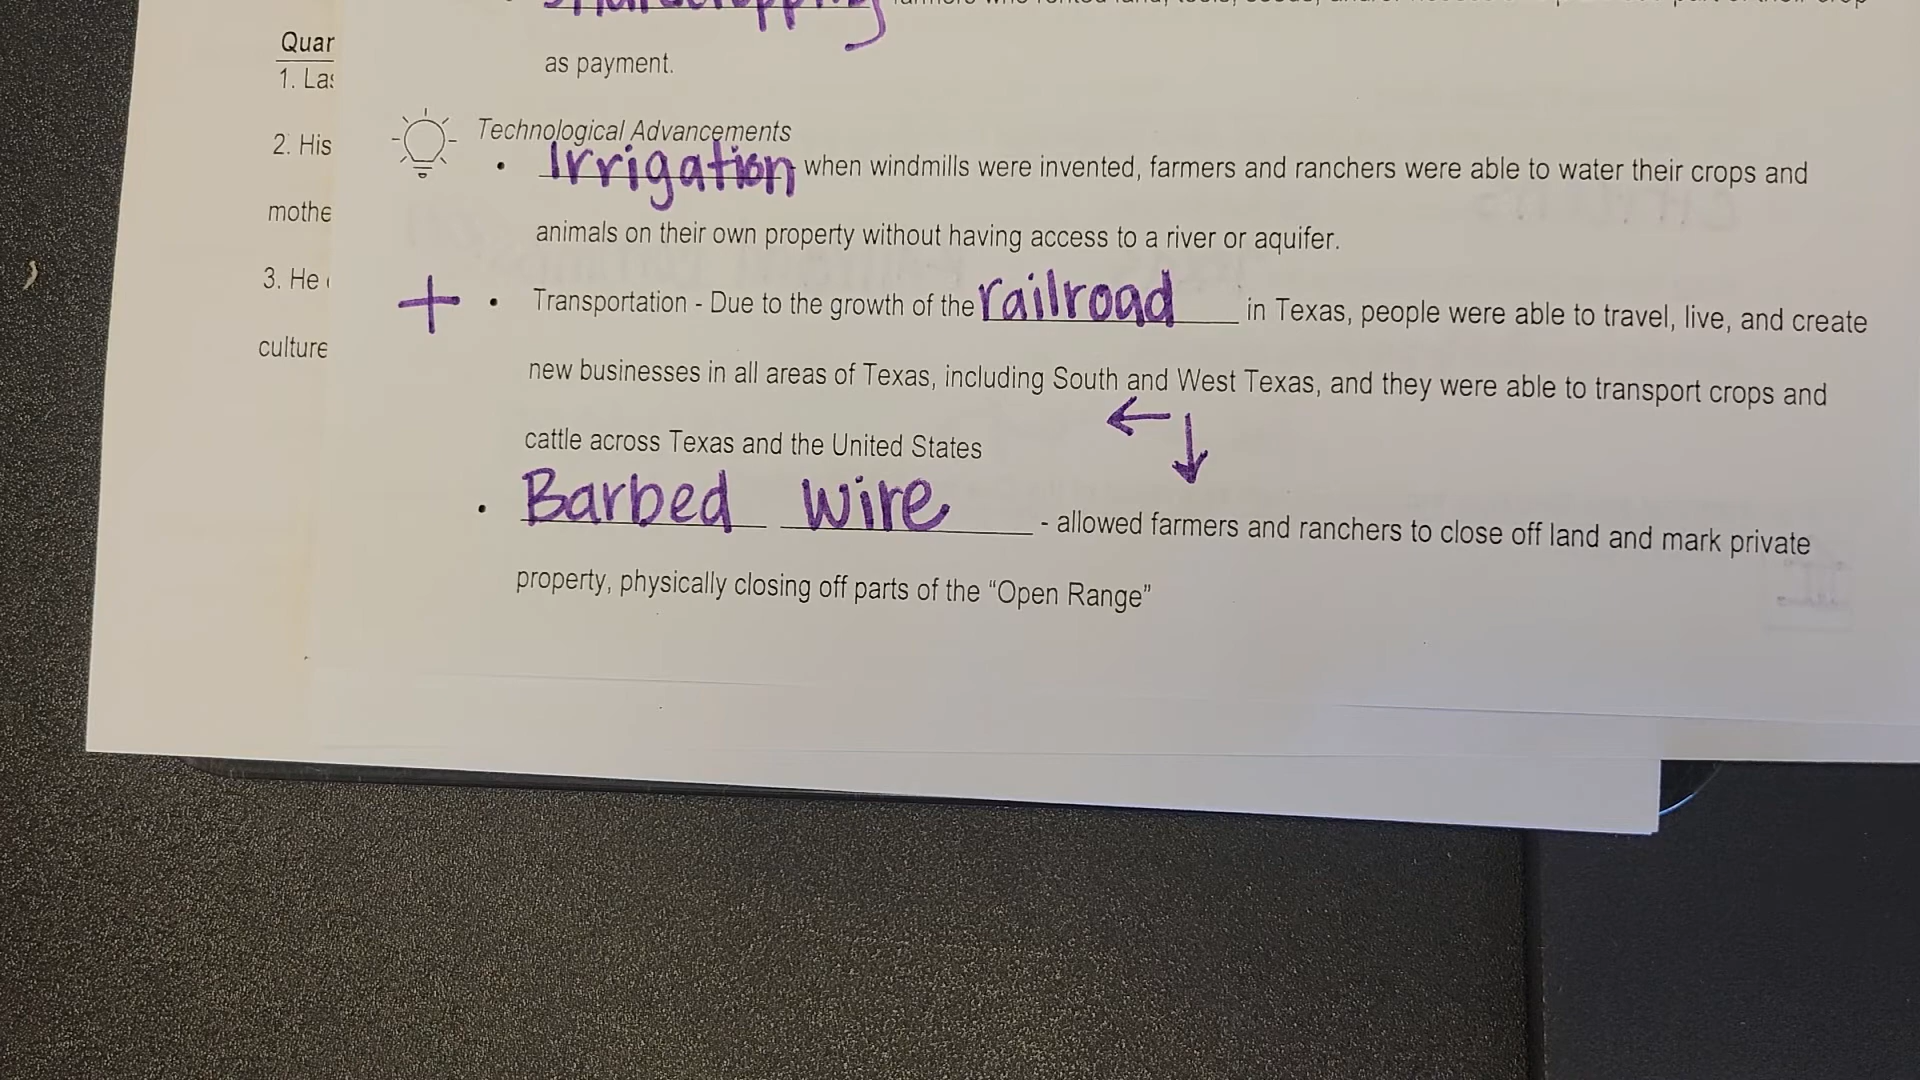 Sharecropping
as payment.
Technological Advancements
• Irrigation when windmills were invented, farmers and ranchers were able to water their crops and
animals on their own property without having access to a river or aquifer.
+ • Transportation - Due to the growth of the railroad in Texas, people were able to travel, live, and create
new businesses in all areas of Texas, including South and West Texas, and they were able to transport crops and
← ↓
cattle across Texas and the United States
• Barbed wire - allowed farmers and ranchers to close off land and mark private
property, physically closing off parts of the “Open Range”
Quar
1. Las
2. His
mothe
3. He
culture